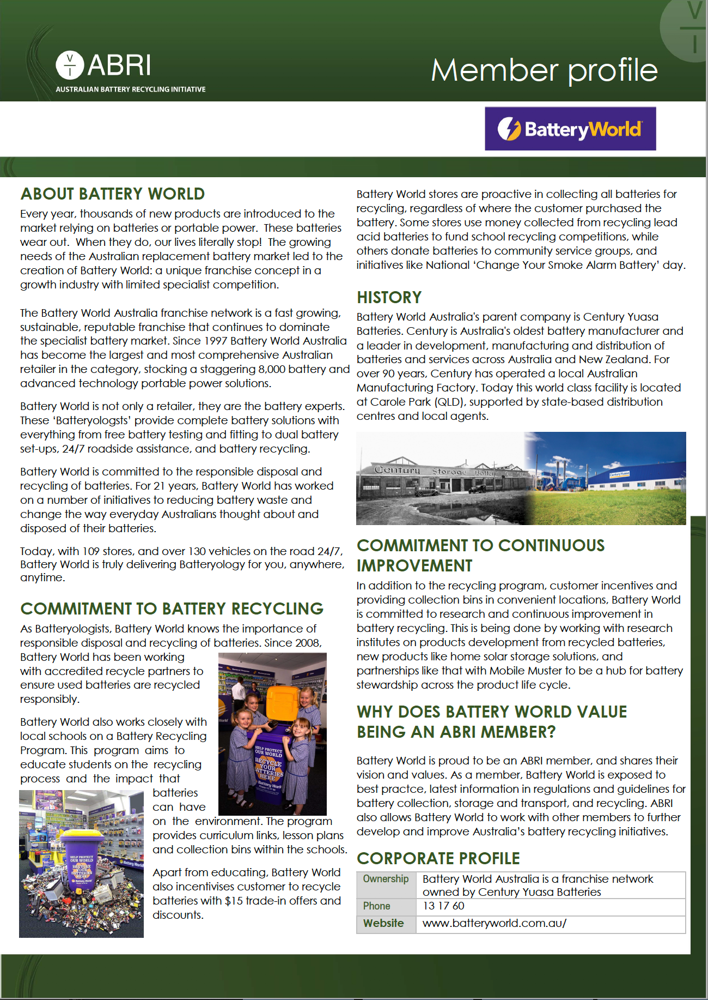 V
I
ABRI
AUSTRALIAN BATTERY RECYCLING INITIATIVE
V
I
Member profile
BatteryWorld
ABOUT BATTERY WORLD
Every year, thousands of new products are introduced to the
market relying on batteries or portable power.  These batteries
wear out.  When they do, our lives literally stop!  The growing
needs of the Australian replacement battery market led to the
creation of Battery World: a unique franchise concept in a
growth industry with limited specialist competition.
The Battery World Australia franchise network is a fast growing,
sustainable, reputable franchise that continues to dominate
the specialist battery market. Since 1997 Battery World Australia
has become the largest and most comprehensive Australian
retailer in the category, stocking a staggering 8,000 battery and
advanced technology portable power solutions.
Battery World is not only a retailer, they are the battery experts.
These ‘Batteryologsts’ provide complete battery solutions with
everything from free battery testing and fitting to dual battery
set-ups, 24/7 roadside assistance, and battery recycling.
Battery World is committed to the responsible disposal and
recycling of batteries. For 21 years, Battery World has worked
on a number of initiatives to reducing battery waste and
change the way everyday Australians thought about and
disposed of their batteries.
Today, with 109 stores, and over 130 vehicles on the road 24/7,
Battery World is truly delivering Batteryology for you, anywhere,
anytime.
COMMITMENT TO BATTERY RECYCLING
As Batteryologists, Battery World knows the importance of
responsible disposal and recycling of batteries. Since 2008,
Battery World has been working
with accredited recycle partners to
ensure used batteries are recycled
responsibly.
Battery World also works closely with
local schools on a Battery Recycling
Program. This program aims to
educate students on the recycling
process and the impact that
batteries
can have
on the environment. The program
provides curriculum links, lesson plans
and collection bins within the schools.
Apart from educating, Battery World
also incentivises customer to recycle
batteries with $15 trade-in offers and
discounts.
HELP PROTECT
OUR WORLD
RECYCLE
YOUR
BATTERIES
HERE
Battery World
HELP PROTECT
OUR WORLD
RECYCLE
YOUR
BATTERIES
HERE
Battery World
Battery World
Battery World stores are proactive in collecting all batteries for
recycling, regardless of where the customer purchased the
battery. Some stores use money collected from recycling lead
acid batteries to fund school recycling competitions, while
others donate batteries to community service groups, and
initiatives like National ‘Change Your Smoke Alarm Battery’ day.
HISTORY
Battery World Australia's parent company is Century Yuasa
Batteries. Century is Australia's oldest battery manufacturer and
a leader in development, manufacturing and distribution of
batteries and services across Australia and New Zealand. For
over 90 years, Century has operated a local Australian
Manufacturing Factory. Today this world class facility is located
at Carole Park (QLD), supported by state-based distribution
centres and local agents.
Century Storage Battery
CenturyYuasa
COMMITMENT TO CONTINUOUS
IMPROVEMENT
In addition to the recycling program, customer incentives and
providing collection bins in convenient locations, Battery World
is committed to research and continuous improvement in
battery recycling. This is being done by working with research
institutes on products development from recycled batteries,
new products like home solar storage solutions, and
partnerships like that with Mobile Muster to be a hub for battery
stewardship across the product life cycle.
WHY DOES BATTERY WORLD VALUE
BEING AN ABRI MEMBER?
Battery World is proud to be an ABRI member, and shares their
vision and values. As a member, Battery World is exposed to
best practce, latest information in regulations and guidelines for
battery collection, storage and transport, and recycling. ABRI
also allows Battery World to work with other members to further
develop and improve Australia’s battery recycling initiatives.
CORPORATE PROFILE
Ownership Battery World Australia is a franchise network
owned by Century Yuasa Batteries
Phone 13 17 60
Website www.batteryworld.com.au/